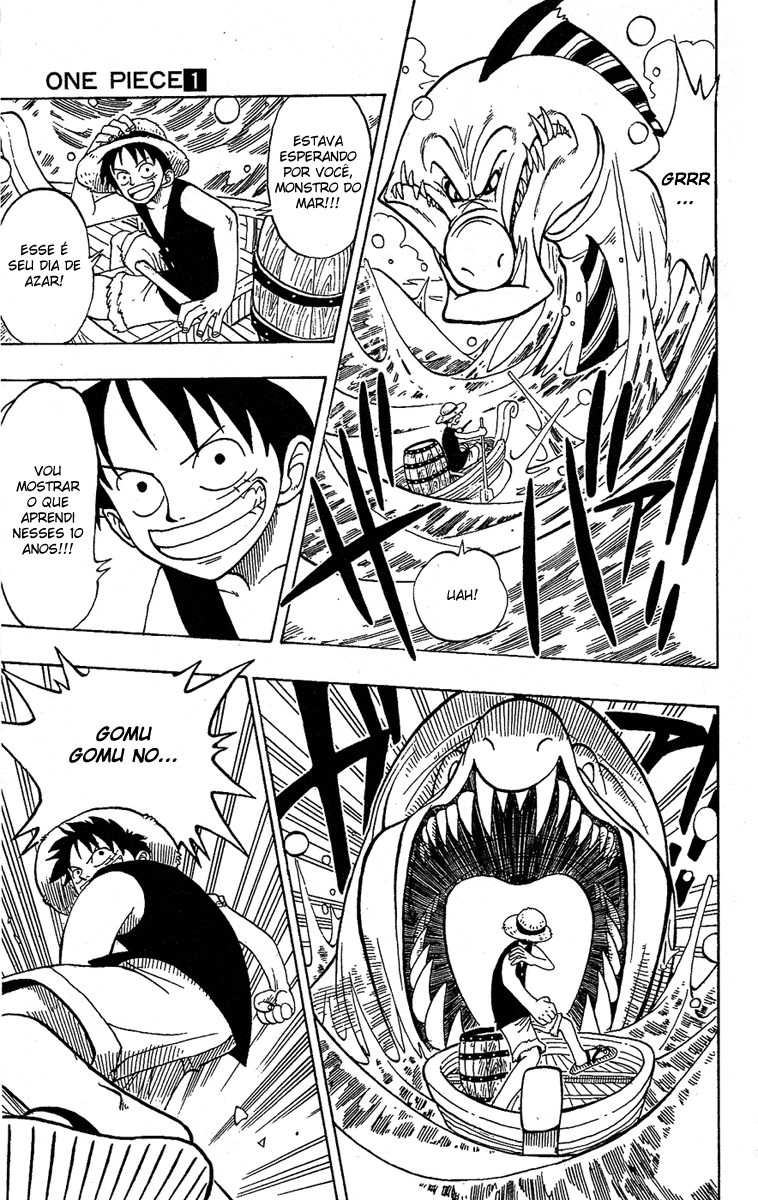 ONE PIECE 1
GRRR
...
UAH!
ESTAVA
ESPERANDO
POR VOCÊ,
MONSTRO DO
MAR!!!
ESSE É
SEU DIA DE
AZAR!
VOU
MOSTRAR
O QUE
APRENDI
NESSES 10
ANOS!!!
GOMU
GOMU NO...